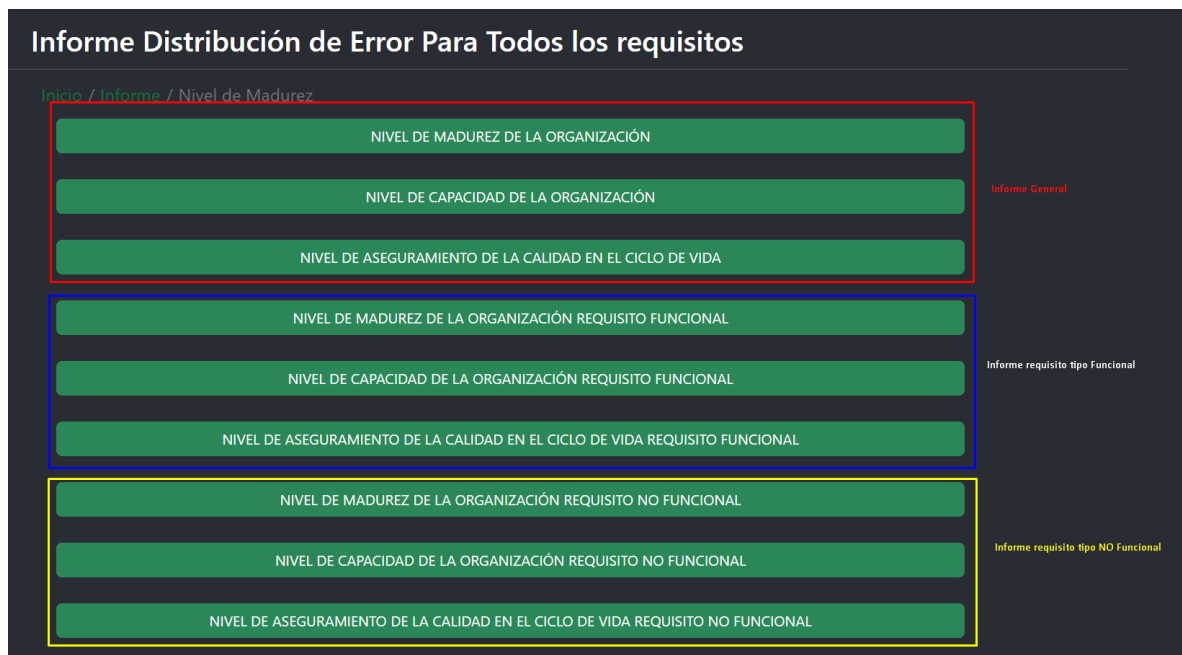 Informe Distribución de Error Para Todos los requisitos
Inicio / Informe / Nivel de Madurez
NIVEL DE MADUREZ DE LA ORGANIZACIÓN
NIVEL DE CAPACIDAD DE LA ORGANIZACIÓN
Informe General
NIVEL DE ASEGURAMIENTO DE LA CALIDAD EN EL CICLO DE VIDA
NIVEL DE MADUREZ DE LA ORGANIZACIÓN REQUISITO FUNCIONAL
Informe requisito tipo Funcional
NIVEL DE CAPACIDAD DE LA ORGANIZACIÓN REQUISITO FUNCIONAL
NIVEL DE ASEGURAMIENTO DE LA CALIDAD EN EL CICLO DE VIDA REQUISITO FUNCIONAL
NIVEL DE MADUREZ DE LA ORGANIZACIÓN REQUISITO NO FUNCIONAL
Informe requisito tipo NO Funcional
NIVEL DE CAPACIDAD DE LA ORGANIZACIÓN REQUISITO NO FUNCIONAL
NIVEL DE ASEGURAMIENTO DE LA CALIDAD EN EL CICLO DE VIDA REQUISITO NO FUNCIONAL